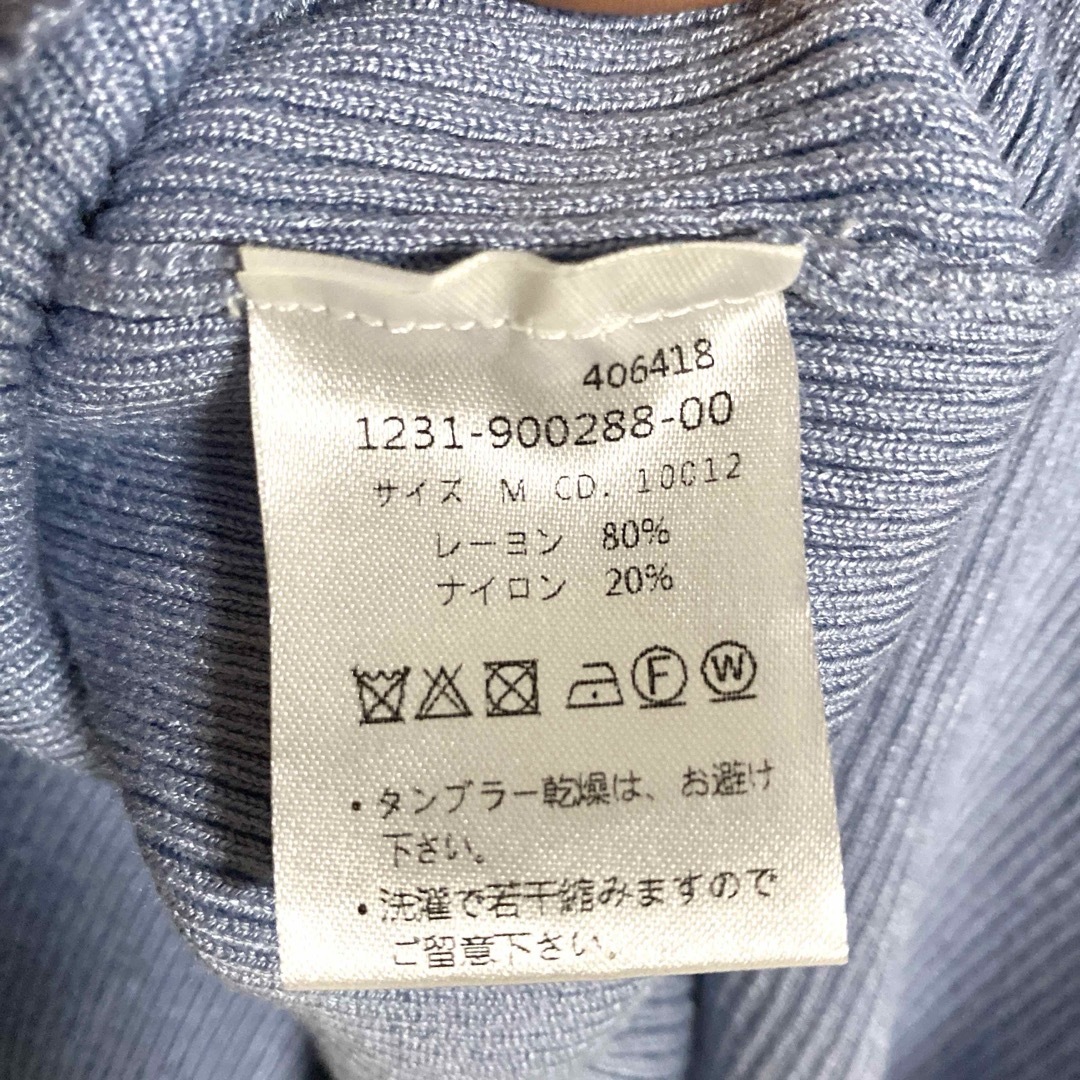 406418
1231-900288-00
サイズ M CD. 10012
レーヨン 80%
ナイロン 20%
F W
・タンブラー乾燥は、お避け
下さい。
・洗濯で若干縮みますので
ご留意下さい。